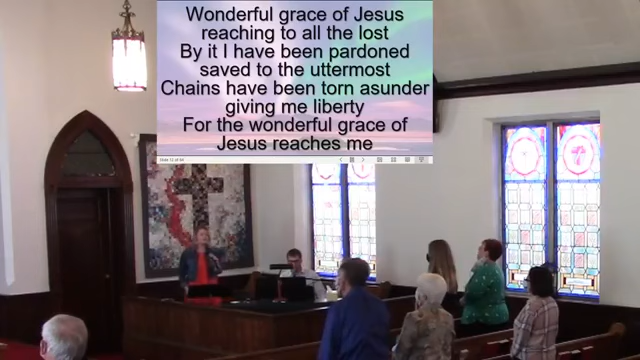 Wonderful grace of Jesus
reaching to all the lost
By it I have been pardoned
saved to the uttermost
Chains have been torn asunder
giving me liberty
For the wonderful grace of
Jesus reaches me